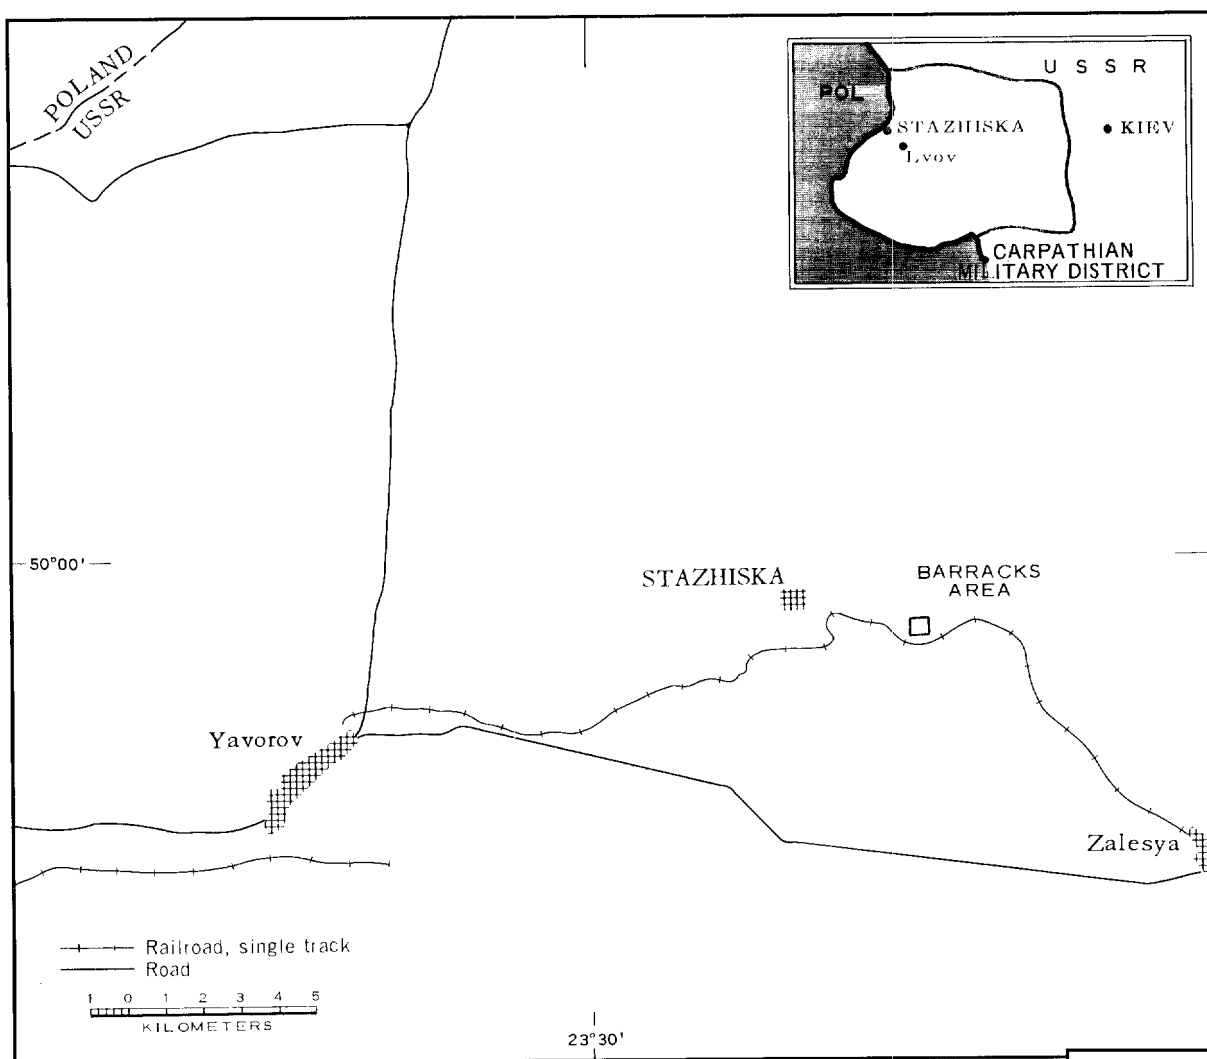 POLAND
USSR
U S S R
POL
STAZHISKA
KIEV
Lvov
CARPATHIAN
MILITARY DISTRICT
50°00'
STAZHISKA
BARRACKS
AREA
Yavorov
Zalesya
Railroad, single track
Road
1 0 1 2 3 4 5
KILOMETERS
23°30'